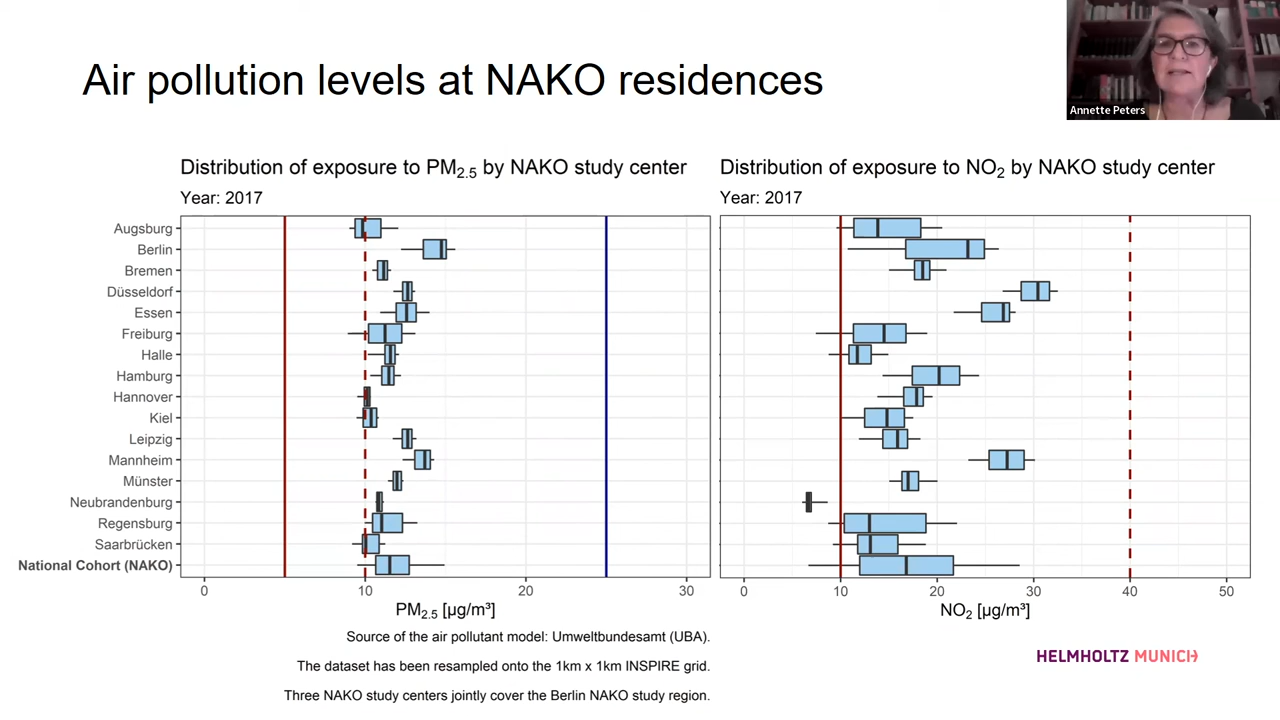 Air pollution levels at NAKO residences
Annette Peters
Distribution of exposure to PM2.5 by NAKO study center
Year: 2017
Augsburg
Berlin
Bremen
Düsseldorf
Essen
Freiburg
Halle
Hamburg
Hannover
Kiel
Leipzig
Mannheim
Münster
Neubrandenburg
Regensburg
Saarbrücken
National Cohort (NAKO)
0 10 20 30
PM2.5 [µg/m³]
Distribution of exposure to NO2 by NAKO study center
Year: 2017
0 10 20 30 40 50
NO2 [µg/m³]
Source of the air pollutant model: Umweltbundesamt (UBA).
The dataset has been resampled onto the 1km x 1km INSPIRE grid.
Three NAKO study centers jointly cover the Berlin NAKO study region.
HELMHOLTZ MUNICH